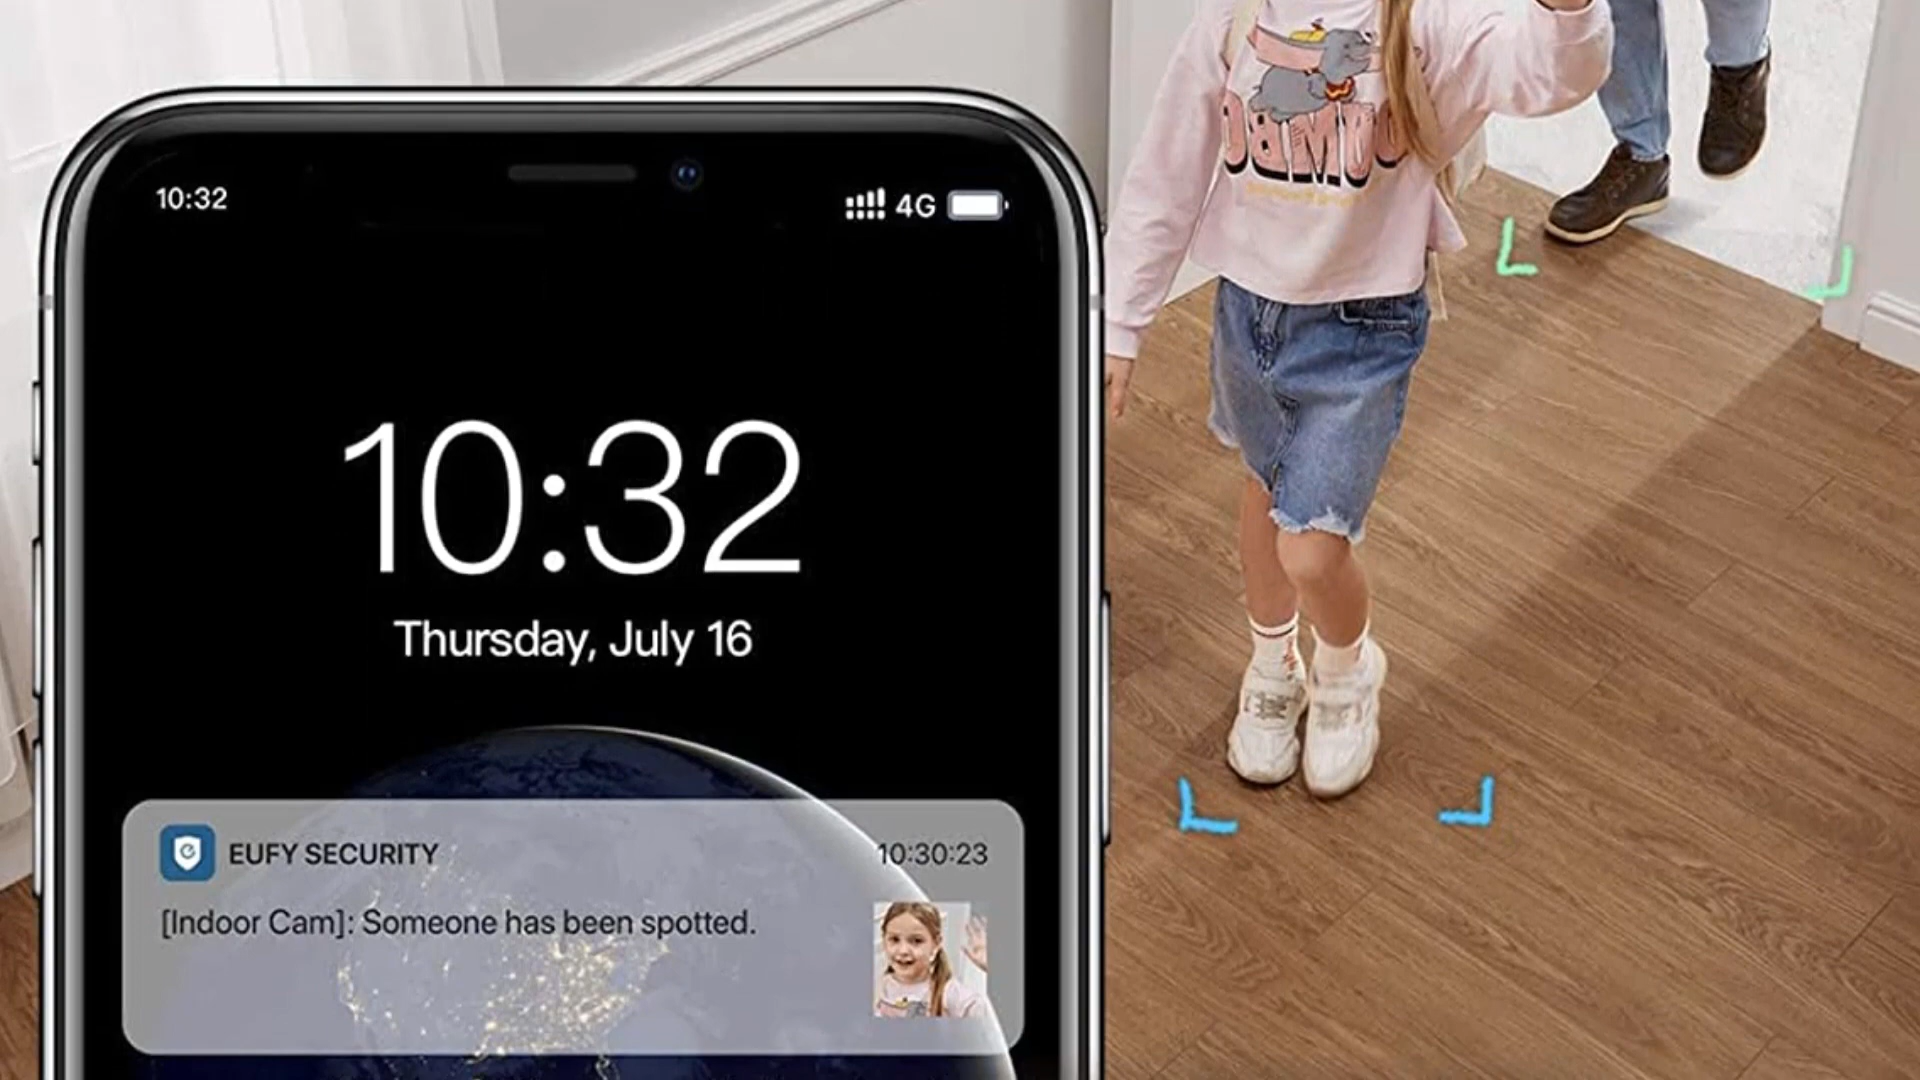 10:32
4G
10:32
Thursday, July 16
EUFY SECURITY
10:30:23
[Indoor Cam]: Someone has been spotted.